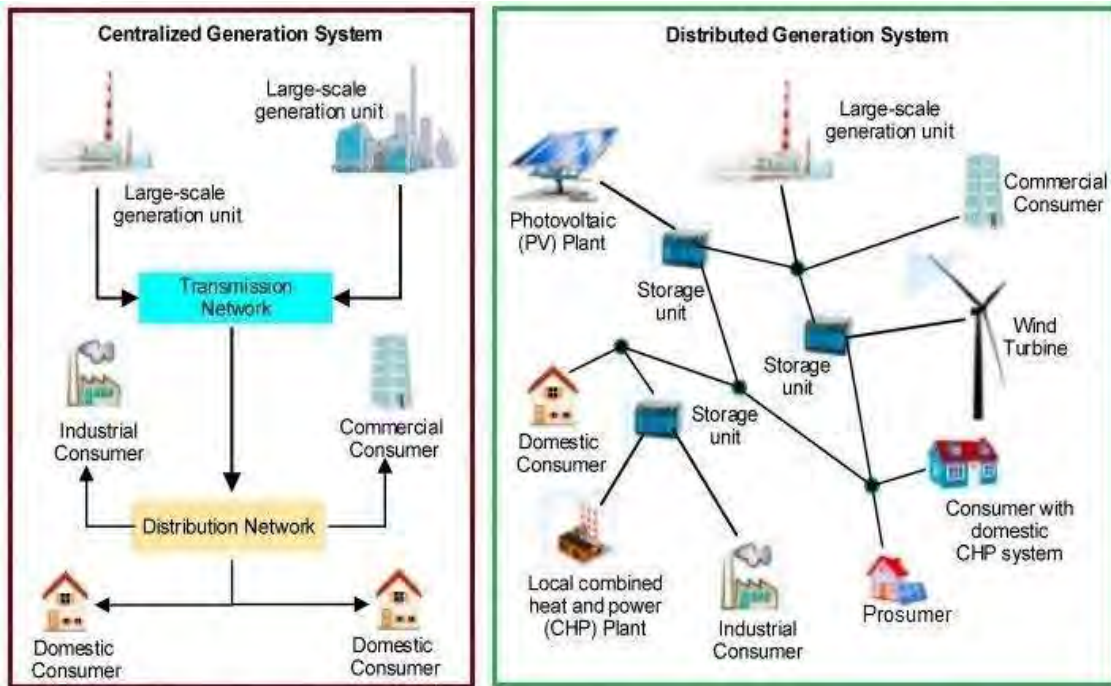 Centralized Generation System
Large-scale
generation unit
Large-scale
generation unit
Transmission
Network
Industrial
Consumer
Commercial
Consumer
Distribution Network
Domestic
Consumer
Domestic
Consumer
Distributed Generation System
Large-scale
generation unit
Photovoltaic
(PV) Plant
Commercial
Consumer
Storage
unit
Wind
Turbine
Storage
unit
Domestic
Consumer
Storage
unit
Consumer with
domestic
CHP system
Local combined
heat and power
(CHP) Plant
Industrial
Consumer
Prosumer